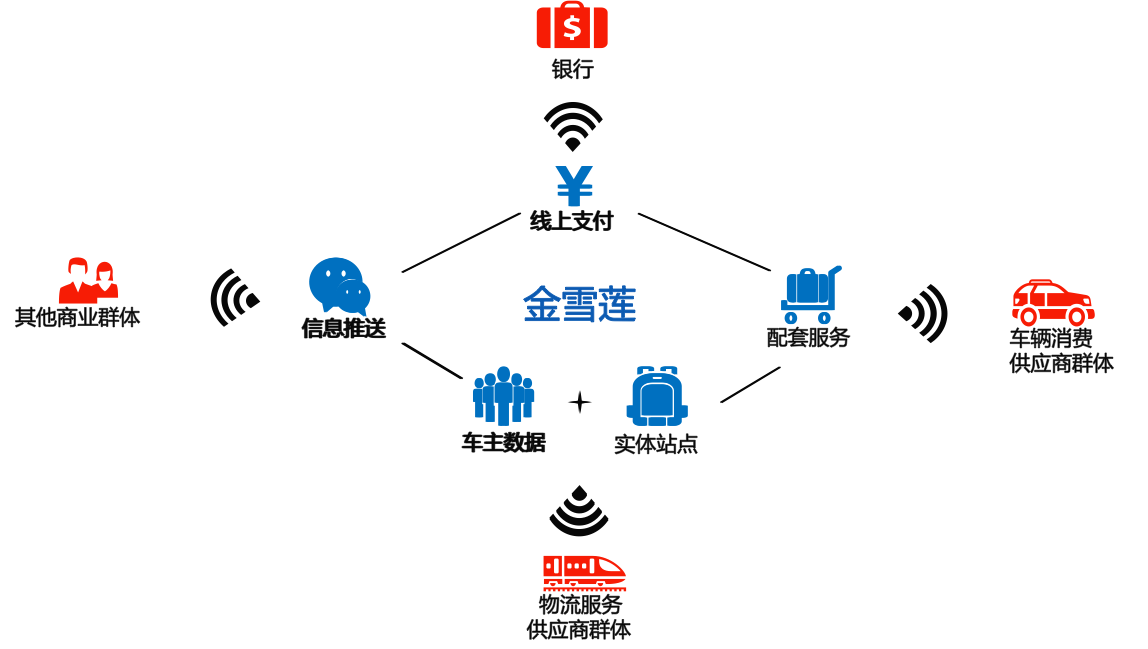 银行
线上支付
其他商业群体
信息推送
金雪莲
配套服务
车辆消费
供应商群体
车主数据
实体站点
物流服务
供应商群体